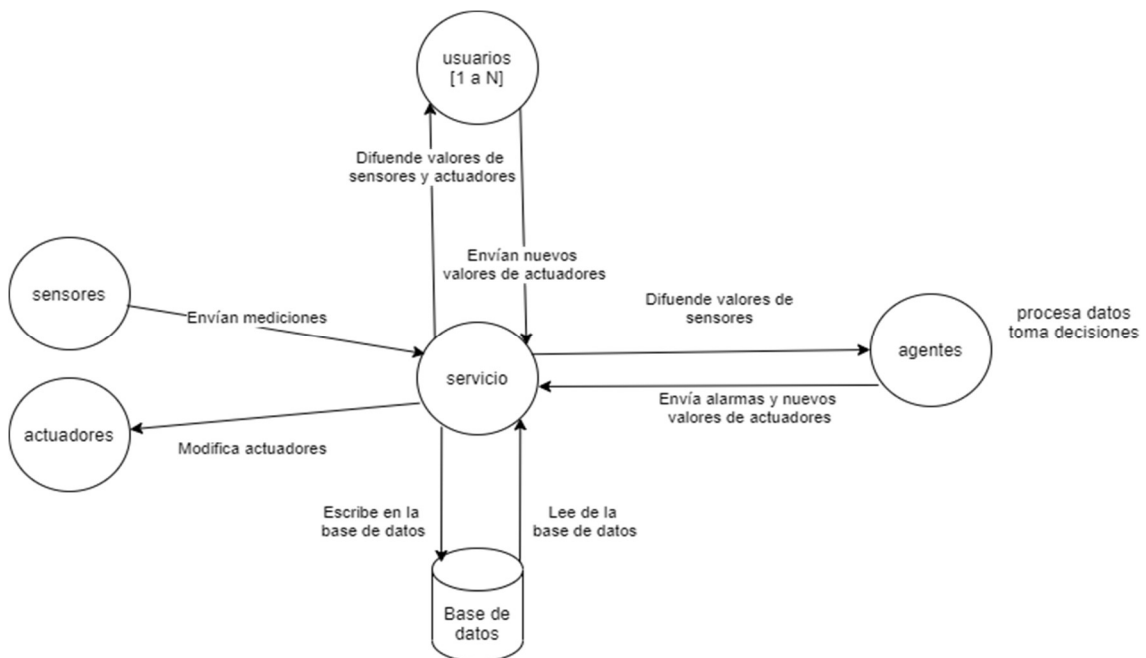 usuarios
[1 a N]
Difuende valores de
sensores y actuadores
Envían nuevos
valores de actuadores
sensores
Envían mediciones
Difuende valores de
sensores
agentes
procesa datos
toma decisiones
servicio
Envía alarmas y nuevos
valores de actuadores
actuadores
Modifica actuadores
Escribe en la
base de datos
Lee de la
base de datos
Base de
datos